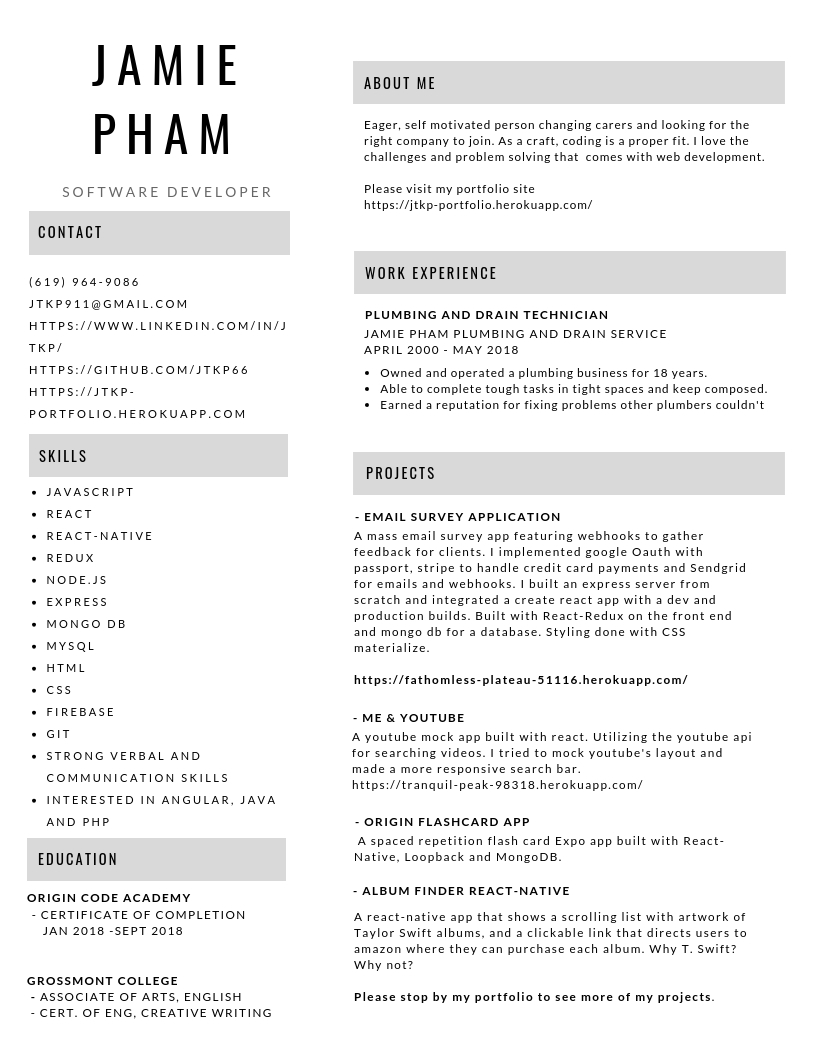 JAMIE
PHAM
SOFTWARE DEVELOPER
CONTACT
(619) 964-9086
JTKP911@GMAIL.COM
HTTPS://WWW.LINKEDIN.COM/IN/J
TKP/
HTTPS://GITHUB.COM/JTKP66
HTTPS://JTKP-
PORTFOLIO.HEROKUAPP.COM
SKILLS
• JAVASCRIPT
• REACT
• REACT-NATIVE
• REDUX
• NODE.JS
• EXPRESS
• MONGO DB
• MYSQL
• HTML
• CSS
• FIREBASE
• GIT
• STRONG VERBAL AND
COMMUNICATION SKILLS
• INTERESTED IN ANGULAR, JAVA
AND PHP
EDUCATION
ORIGIN CODE ACADEMY
- CERTIFICATE OF COMPLETION
JAN 2018 -SEPT 2018
GROSSMONT COLLEGE
- ASSOCIATE OF ARTS, ENGLISH
- CERT. OF ENG, CREATIVE WRITING
ABOUT ME
Eager, self motivated person changing carers and looking for the
right company to join. As a craft, coding is a proper fit. I love the
challenges and problem solving that  comes with web development.
Please visit my portfolio site
https://jtkp-portfolio.herokuapp.com/
WORK EXPERIENCE
PLUMBING AND DRAIN TECHNICIAN
JAMIE PHAM PLUMBING AND DRAIN SERVICE
APRIL 2000 - MAY 2018
• Owned and operated a plumbing business for 18 years.
• Able to complete tough tasks in tight spaces and keep composed.
• Earned a reputation for fixing problems other plumbers couldn't
PROJECTS
- EMAIL SURVEY APPLICATION
A mass email survey app featuring webhooks to gather
feedback for clients. I implemented google Oauth with
passport, stripe to handle credit card payments and Sendgrid
for emails and webhooks. I built an express server from
scratch and integrated a create react app with a dev and
production builds. Built with React-Redux on the front end
and mongo db for a database. Styling done with CSS
materialize.
https://fathomless-plateau-51116.herokuapp.com/
- ME & YOUTUBE
A youtube mock app built with react. Utilizing the youtube api
for searching videos. I tried to mock youtube's layout and
made a more responsive search bar.
https://tranquil-peak-98318.herokuapp.com/
- ORIGIN FLASHCARD APP
A spaced repetition flash card Expo app built with React-
Native, Loopback and MongoDB.
- ALBUM FINDER REACT-NATIVE
A react-native app that shows a scrolling list with artwork of
Taylor Swift albums, and a clickable link that directs users to
amazon where they can purchase each album. Why T. Swift?
Why not?
Please stop by my portfolio to see more of my projects.